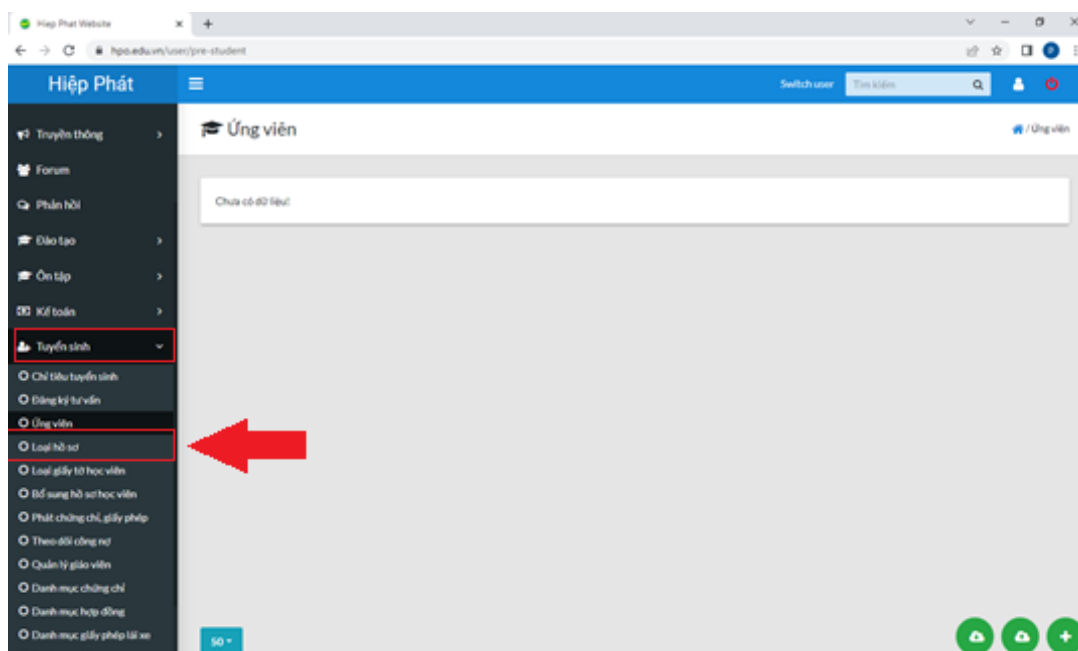 Hiep Phat Website
hpo.edu.vn/user/pre-student
Hiệp Phát
Switch user
Tìm kiếm
Truyền thông
Ứng viên
/ Ứng viên
Forum
Phản hồi
Chưa có dữ liệu!
Đào tạo
Ôn tập
Kế toán
Tuyển sinh
Chỉ tiêu tuyển sinh
Đăng ký tư vấn
Ứng viên
Loại hồ sơ
Loại giấy tờ học viên
Bổ sung hồ sơ học viên
Phát chứng chỉ, giấy phép
Theo dõi công nợ
Quản lý giáo viên
Danh mục chứng chỉ
Danh mục hợp đồng
Danh mục giấy phép lái xe
50